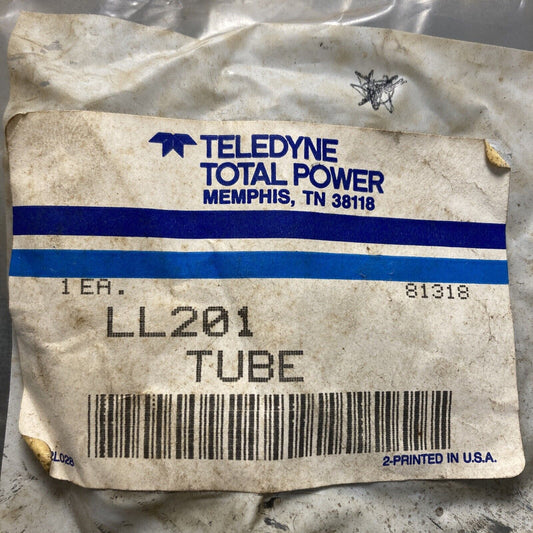 TELEDYNE
TOTAL POWER
MEMPHIS, TN 38118
1 EA. 81318
LL201
TUBE
2-PRINTED IN U.S.A.